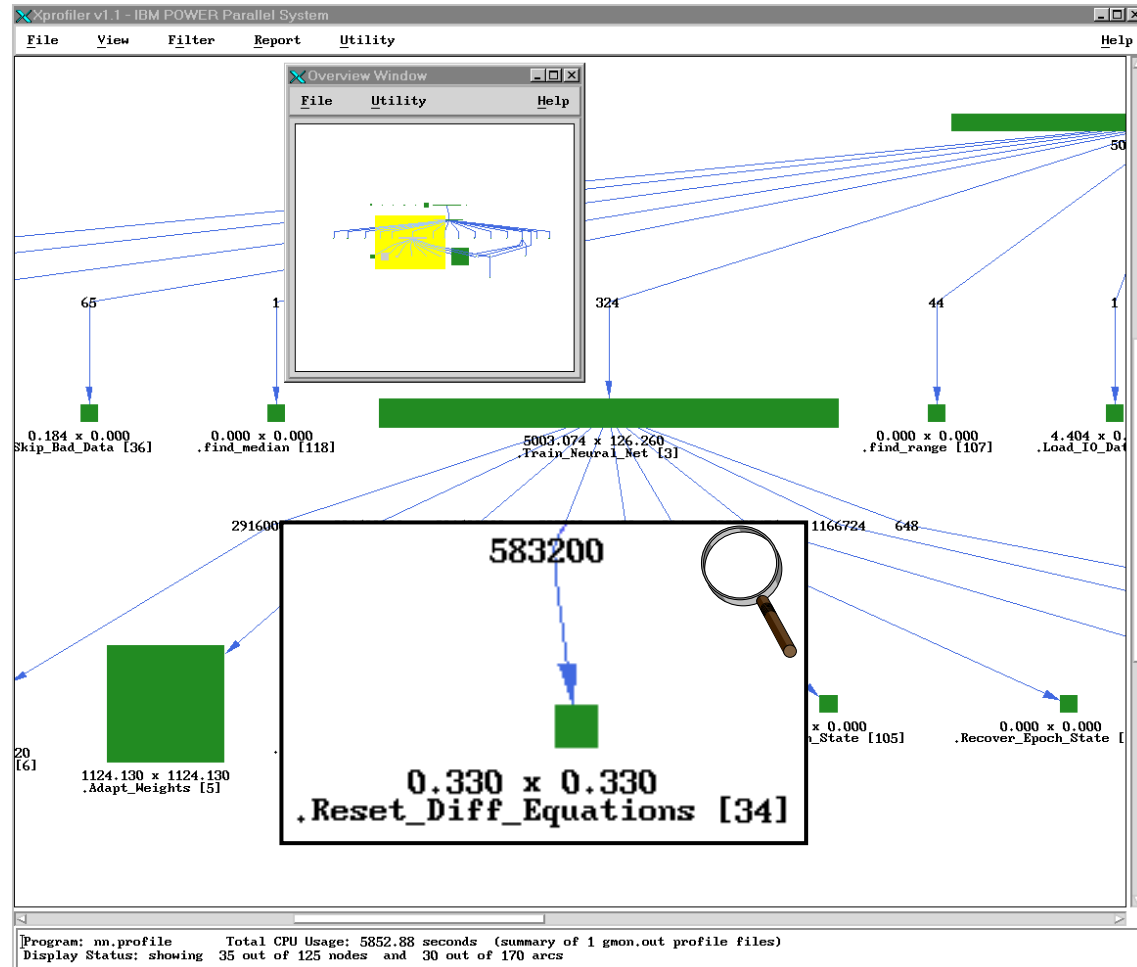 Xprofiler v1.1 - IBM POWER Parallel System
File View Filter Report Utility Help
Overview Window
File Utility Help
50
65
1
324
44
1
0.184 x 0.000
Skip_Bad_Data [36]
0.000 x 0.000
.find_median [118]
5003.074 x 126.260
.Train_Neural_Net [3]
0.000 x 0.000
.find_range [107]
4.404 x 0.
.Load_IO_Dat
291600
1166724
648
583200
20
[6]
1124.130 x 1124.130
.Adapt_Weights [5]
0.330 x 0.330
.Reset_Diff_Equations [34]
x 0.000
_State [105]
0.000 x 0.000
.Recover_Epoch_State [
Program: nn.profile Total CPU Usage: 5852.88 seconds (summary of 1 gmon.out profile files)
Display Status: showing 35 out of 125 nodes and 30 out of 170 arcs